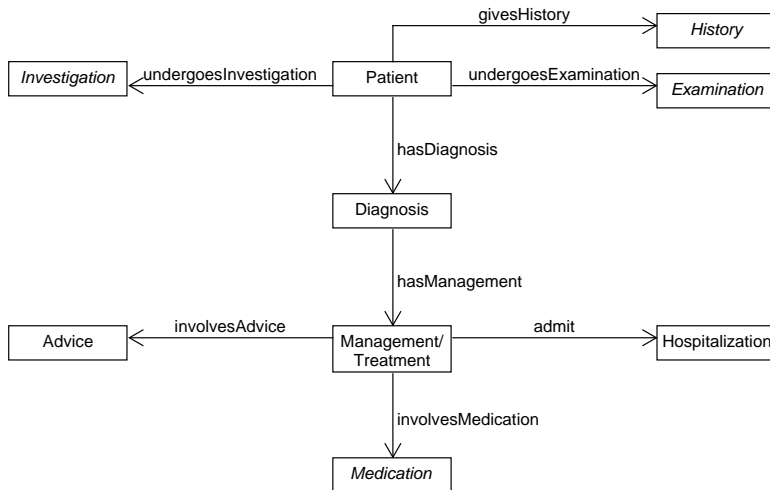 givesHistory
History
Investigation
undergoesInvestigation
Patient
undergoesExamination
Examination
hasDiagnosis
Diagnosis
hasManagement
Advice
involvesAdvice
Management/
Treatment
admit
Hospitalization
involvesMedication
Medication